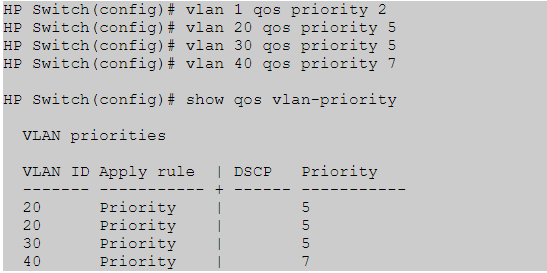 HP Switch(config)# vlan 1 qos priority 2
HP Switch(config)# vlan 20 qos priority 5
HP Switch(config)# vlan 30 qos priority 5
HP Switch(config)# vlan 40 qos priority 7
HP Switch(config)# show qos vlan-priority
VLAN priorities
VLAN ID Apply rule | DSCP Priority
------- ----------- + ------ -----------
20 Priority | 5
20 Priority | 5
30 Priority | 5
40 Priority | 7